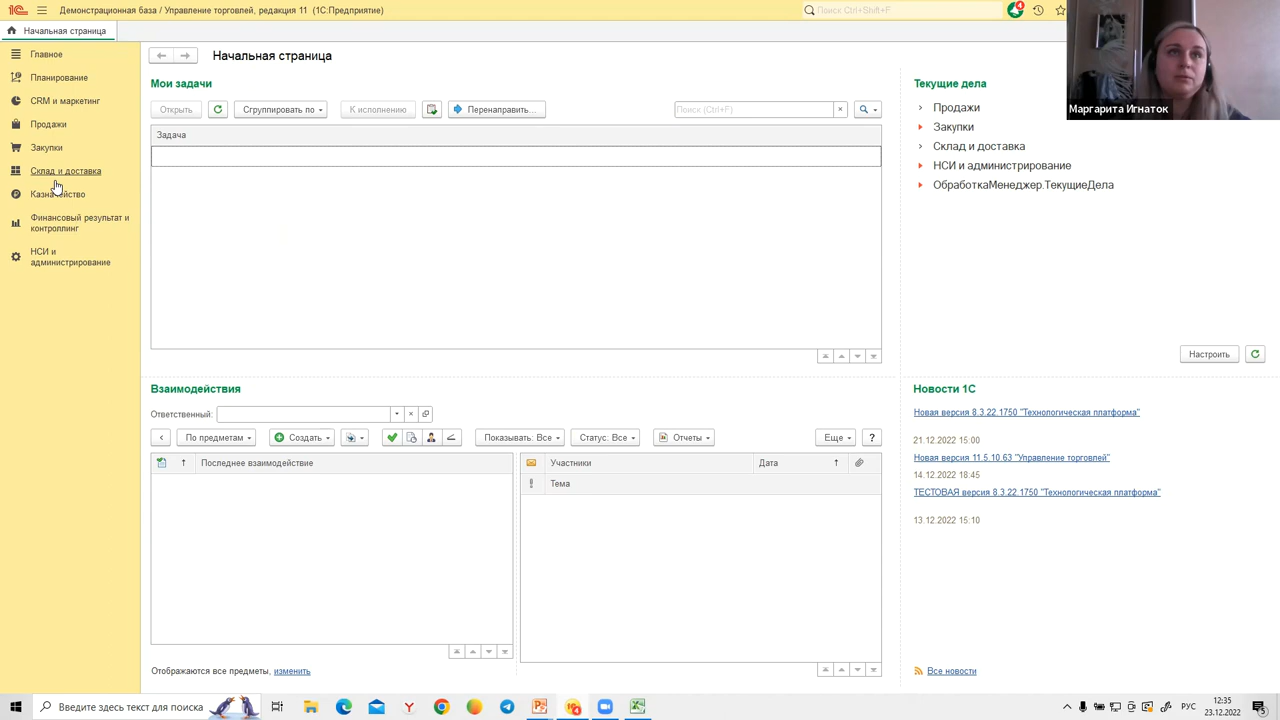 Демонстрационная база / Управление торговлей, редакция 11 (1С:Предприятие)
Поиск Ctrl+Shift+F
4
Начальная страница
Главное
Планирование
CRM и маркетинг
Продажи
Закупки
Склад и доставка
Казначейство
Финансовый результат и
контроллинг
НСИ и
администрирование
Начальная страница
Мои задачи
Открыть
Сгруппировать по
К исполнению
Перенаправить...
Поиск (Ctrl+F)
Задача
Текущие дела
Продажи
Закупки
Склад и доставка
НСИ и администрирование
ОбработкаМенеджер.ТекущиеДела
Настроить
Маргарита Игнаток
Взаимодействия
Ответственный:
По предметам
Создать
Показывать: Все
Статус: Все
Отчеты
Еще
?
Последнее взаимодействие
Участники
Дата
Тема
Отображаются все предметы, изменить
Новости 1С
Новая версия 8.3.22.1750 "Технологическая платформа"
21.12.2022 15:00
Новая версия 11.5.10.63 "Управление торговлей"
14.12.2022 18:45
ТЕСТОВАЯ версия 8.3.22.1750 "Технологическая платформа"
13.12.2022 15:10
Все новости
Введите здесь текст для поиска
РУС
12:35
23.12.2022
5